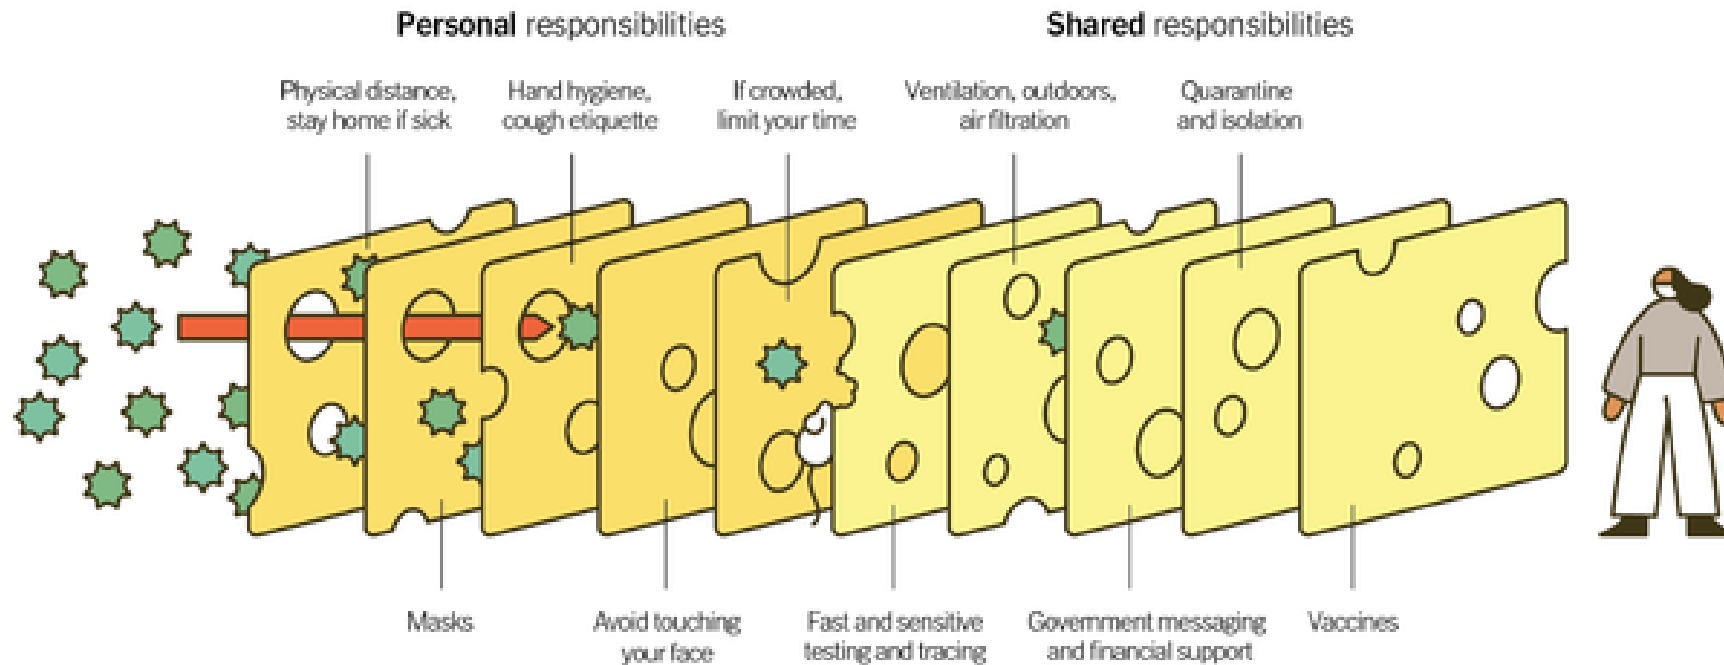 Personal responsibilities
Shared responsibilities
Physical distance,
stay home if sick
Hand hygiene,
cough etiquette
If crowded,
limit your time
Ventilation, outdoors,
air filtration
Quarantine
and isolation
Masks
Avoid touching
your face
Fast and sensitive
testing and tracing
Government messaging
and financial support
Vaccines